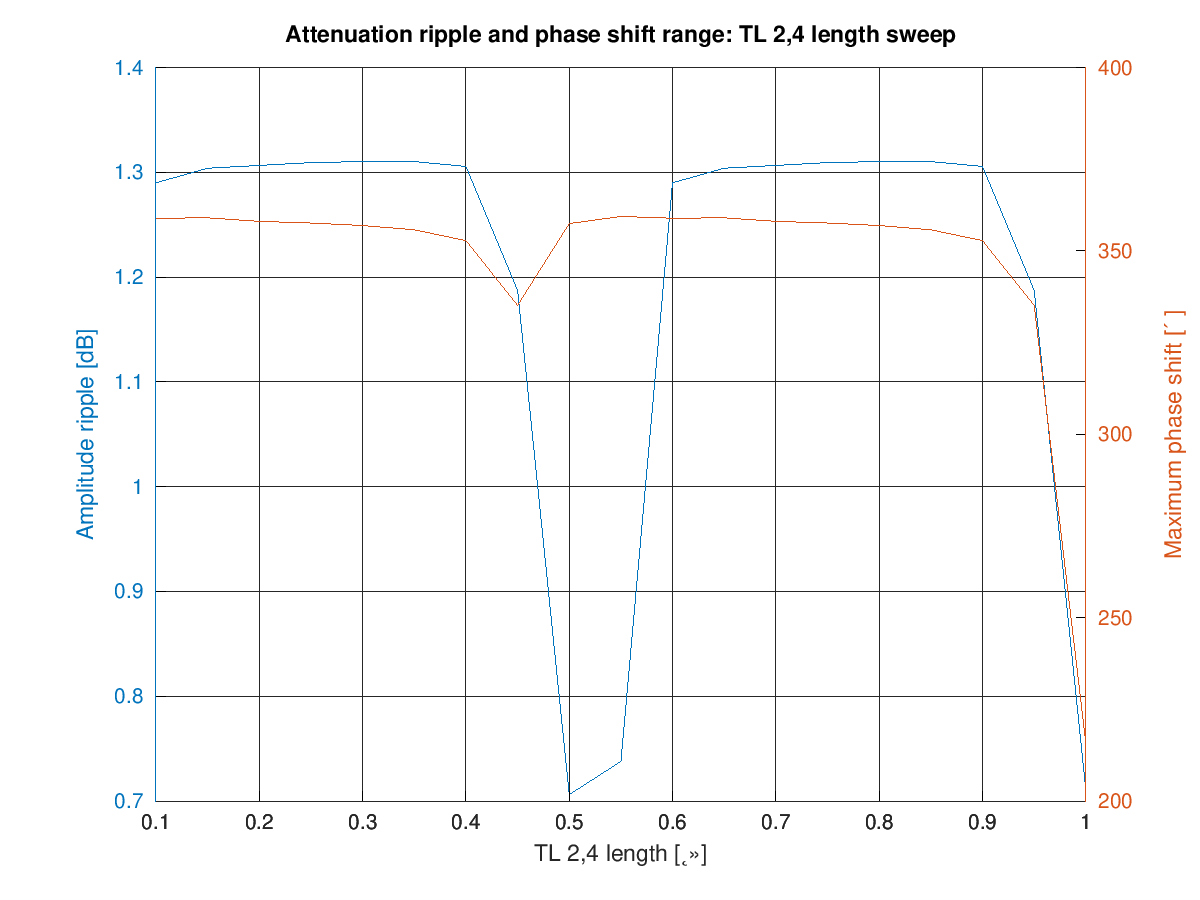 Attenuation ripple and phase shift range: TL 2,4 length sweep
1.4
1.3
1.2
1.1
1
0.9
0.8
0.7
Amplitude ripple [dB]
400
350
300
250
200
Maximum phase shift [´ ]
0.1 0.2 0.3 0.4 0.5 0.6 0.7 0.8 0.9 1
TL 2,4 length [˛»]